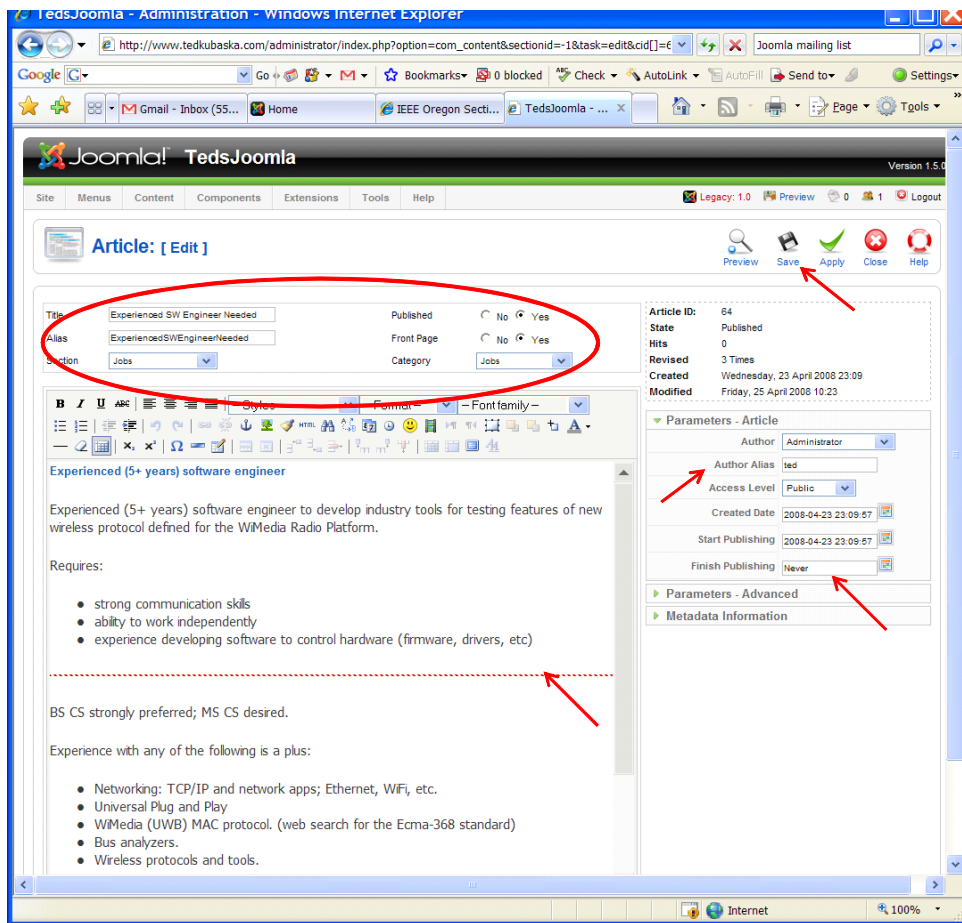 TedsJoomla - Administration - Windows Internet Explorer
http://www.tedkubaska.com/administrator/index.php?option=com_content&sectionid=-1&task=edit&cid[]=6
Joomla mailing list
Google G Go Bookmarks 0 blocked ABC Check AutoLink AutoFill Send to Settings
Gmail - Inbox (55... Home IEEE Oregon Secti... TedsJoomla - ... X Page Tools »
Joomla! TedsJoomla
Version 1.5.0
Site Menus Content Components Extensions Tools Help Legacy: 1.0 Preview 0 1 Logout
Article: [ Edit ]
Preview Save Apply Close Help
Title Experienced SW Engineer Needed Published No Yes
Alias ExperiencedSWEngineerNeeded Front Page No Yes
Section Jobs Category Jobs
Article ID: 64
State Published
Hits 0
Revised 3 Times
Created Wednesday, 23 April 2008 23:09
Modified Friday, 25 April 2008 10:23
B I U ABC -- Styles -- -- Format -- -- Font family --
HTML
Experienced (5+ years) software engineer
Experienced (5+ years) software engineer to develop industry tools for testing features of new
wireless protocol defined for the WiMedia Radio Platform.
Requires:
• strong communication skills
• ability to work independently
• experience developing software to control hardware (firmware, drivers, etc)
BS CS strongly preferred; MS CS desired.
Experience with any of the following is a plus:
• Networking: TCP/IP and network apps; Ethernet, WiFi, etc.
• Universal Plug and Play
• WiMedia (UWB) MAC protocol. (web search for the Ecma-368 standard)
• Bus analyzers.
• Wireless protocols and tools.
Parameters - Article
Author Administrator
Author Alias ted
Access Level Public
Created Date 2008-04-23 23:09:57
Start Publishing 2008-04-23 23:09:57
Finish Publishing Never
Parameters - Advanced
Metadata Information
Internet 100%